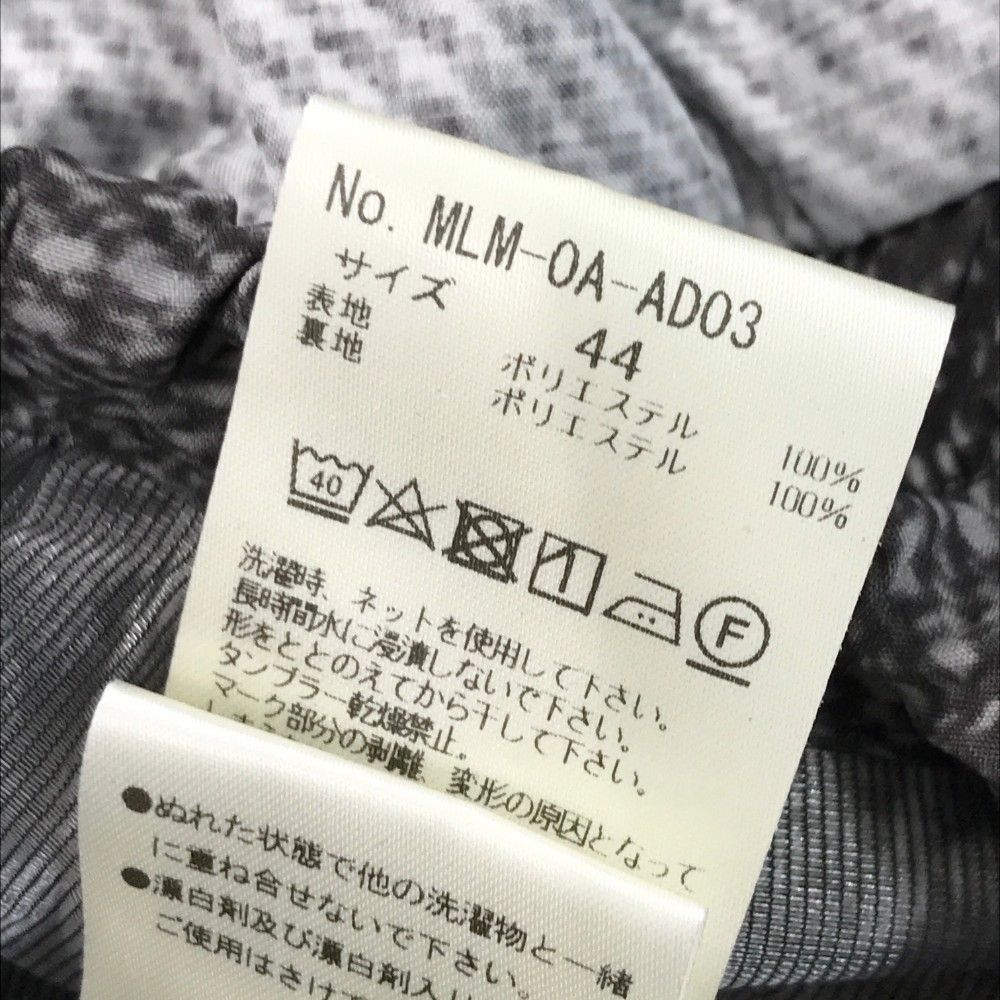 No. MLM-OA-AD03
サイズ 44
表地 ポリエステル 100%
裏地 ポリエステル 100%
40 F
洗濯時、ネットを使用して下さい。
長時間水に浸漬しないで下さい。
形をととのえてから干して下さい。
タンブラー乾燥禁止。
マーク部分の剥離、変形の原因となって
しま
●ぬれた状態で他の洗濯物と一緒
に重ね合せないで下さい。
●漂白剤及び漂白剤入り
ご使用はさけて